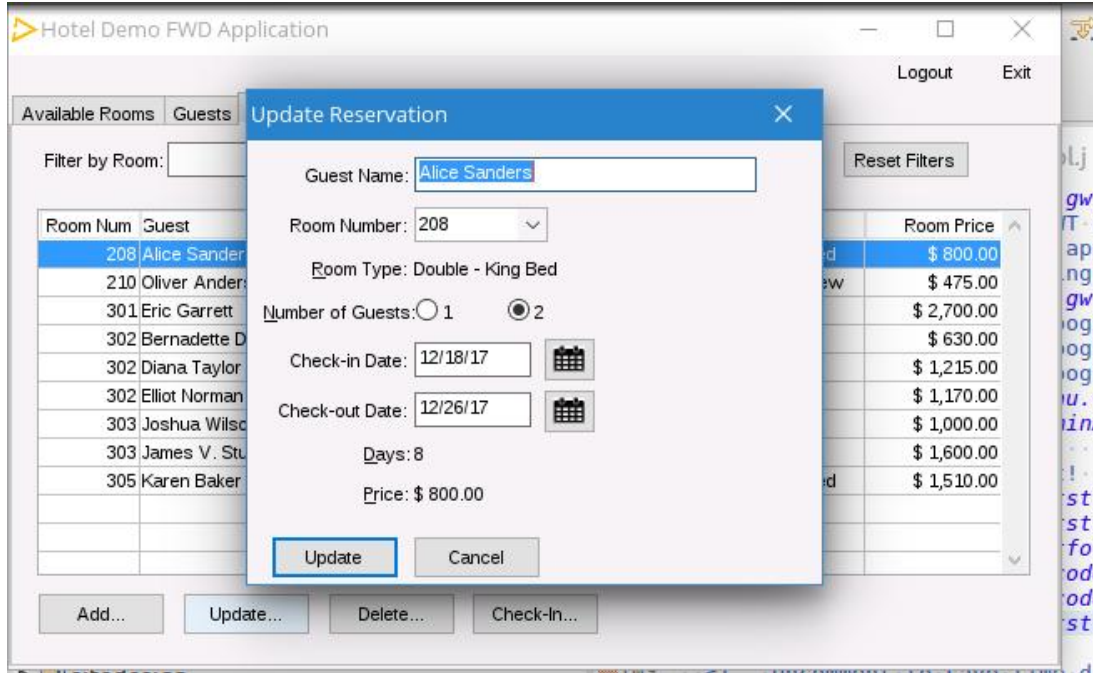 Hotel Demo FWD Application
Logout Exit
Available Rooms Guests
Update Reservation
Filter by Room:
Reset Filters
Guest Name: Alice Sanders
Room Number: 208
Room Type: Double - King Bed
Number of Guests: 1 2
Check-in Date: 12/18/17
Check-out Date: 12/26/17
Days: 8
Price: $ 800.00
Update Cancel
Room Num Guest Room Price
208 Alice Sander $ 800.00
210 Oliver Ander $ 475.00
301 Eric Garrett $ 2,700.00
302 Bernadette D $ 630.00
302 Diana Taylor $ 1,215.00
302 Elliot Norman $ 1,170.00
303 Joshua Wilso $ 1,000.00
303 James V. Stu $ 1,600.00
305 Karen Baker $ 1,510.00
Add... Update... Delete... Check-In...